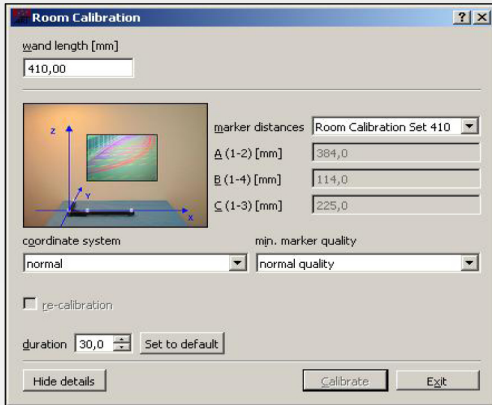 Room Calibration
wand length [mm]
410,00
Z
Y
X
marker distances
Room Calibration Set 410
A (1-2) [mm]
384,0
B (1-4) [mm]
114,0
C (1-3) [mm]
225,0
coordinate system
min. marker quality
normal
normal quality
re-calibration
duration
30,0
Set to default
Hide details
Calibrate
Exit